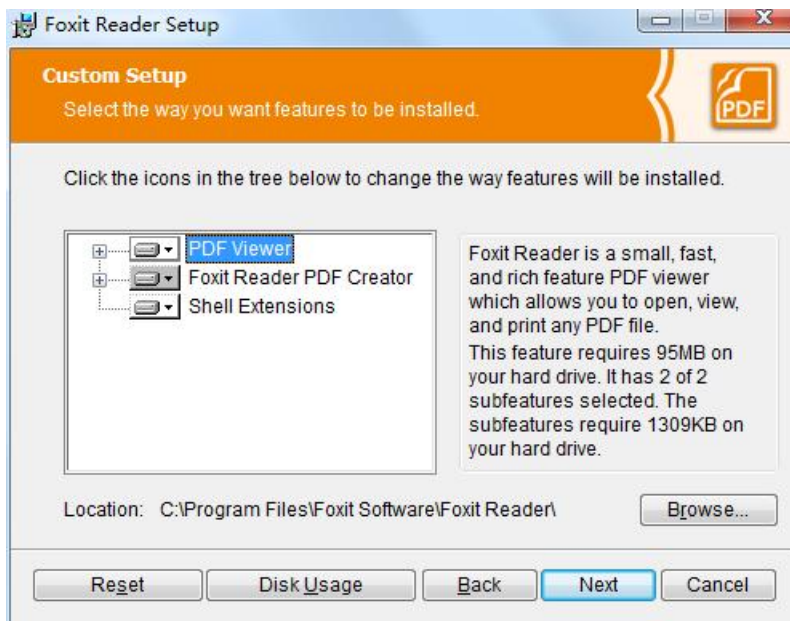 Foxit Reader Setup
Custom Setup
Select the way you want features to be installed.
PDF
Click the icons in the tree below to change the way features will be installed.
PDF Viewer
Foxit Reader PDF Creator
Shell Extensions
Foxit Reader is a small, fast,
and rich feature PDF viewer
which allows you to open, view,
and print any PDF file.
This feature requires 95MB on
your hard drive. It has 2 of 2
subfeatures selected. The
subfeatures require 1309KB on
your hard drive.
Location: C:\Program Files\Foxit Software\Foxit Reader\ Browse...
Reset Disk Usage Back Next Cancel